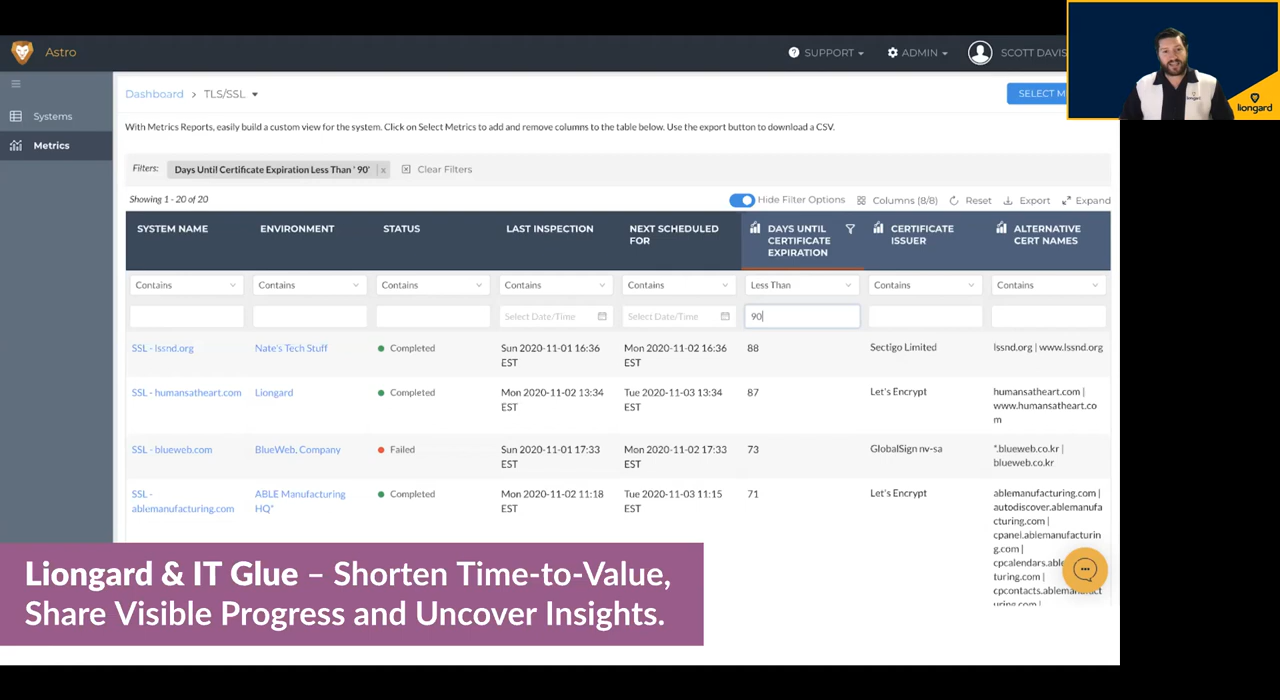 Astro
SUPPORT
ADMIN
SCOTT DAVIS
liongard
Systems
Metrics
Dashboard > TLS/SSL
SELECT M
With Metrics Reports, easily build a custom view for the system. Click on Select Metrics to add and remove columns to the table below. Use the export button to download a CSV.
Filters: Days Until Certificate Expiration Less Than ' 90' x Clear Filters
Showing 1 - 20 of 20
Hide Filter Options Columns (8/8) Reset Export Expand
SYSTEM NAME
ENVIRONMENT
STATUS
LAST INSPECTION
NEXT SCHEDULED
FOR
DAYS UNTIL
CERTIFICATE
EXPIRATION
CERTIFICATE
ISSUER
ALTERNATIVE
CERT NAMES
Contains Contains Contains Contains Contains Less Than Contains Contains
Select Date/Time Select Date/Time 90
SSL - lssnd.org
Nate's Tech Stuff
Completed
Sun 2020-11-01 16:36
EST
Mon 2020-11-02 16:36
EST
88
Sectigo Limited
lssnd.org | www.lssnd.org
SSL - humansatheart.com
Liongard
Completed
Mon 2020-11-02 13:34
EST
Tue 2020-11-03 13:34
EST
87
Let's Encrypt
humansatheart.com |
www.humansatheart.co
m
SSL - blueweb.com
BlueWeb, Company
Failed
Sun 2020-11-01 17:33
EST
Mon 2020-11-02 17:33
EST
73
GlobalSign nv-sa
*.blueweb.co.kr |
blueweb.co.kr
SSL -
ablemanufacturing.com
ABLE Manufacturing
HQ*
Completed
Mon 2020-11-02 11:18
EST
Tue 2020-11-03 11:15
EST
71
Let's Encrypt
ablemanufacturing.com |
autodiscover.ablemanufa
cturing.com |
cpanel.ablemanufacturin
g.com |
cpcalendars.able
turing.com |
cpcontacts.ablem
turing.com |
Liongard & IT Glue – Shorten Time-to-Value,
Share Visible Progress and Uncover Insights.